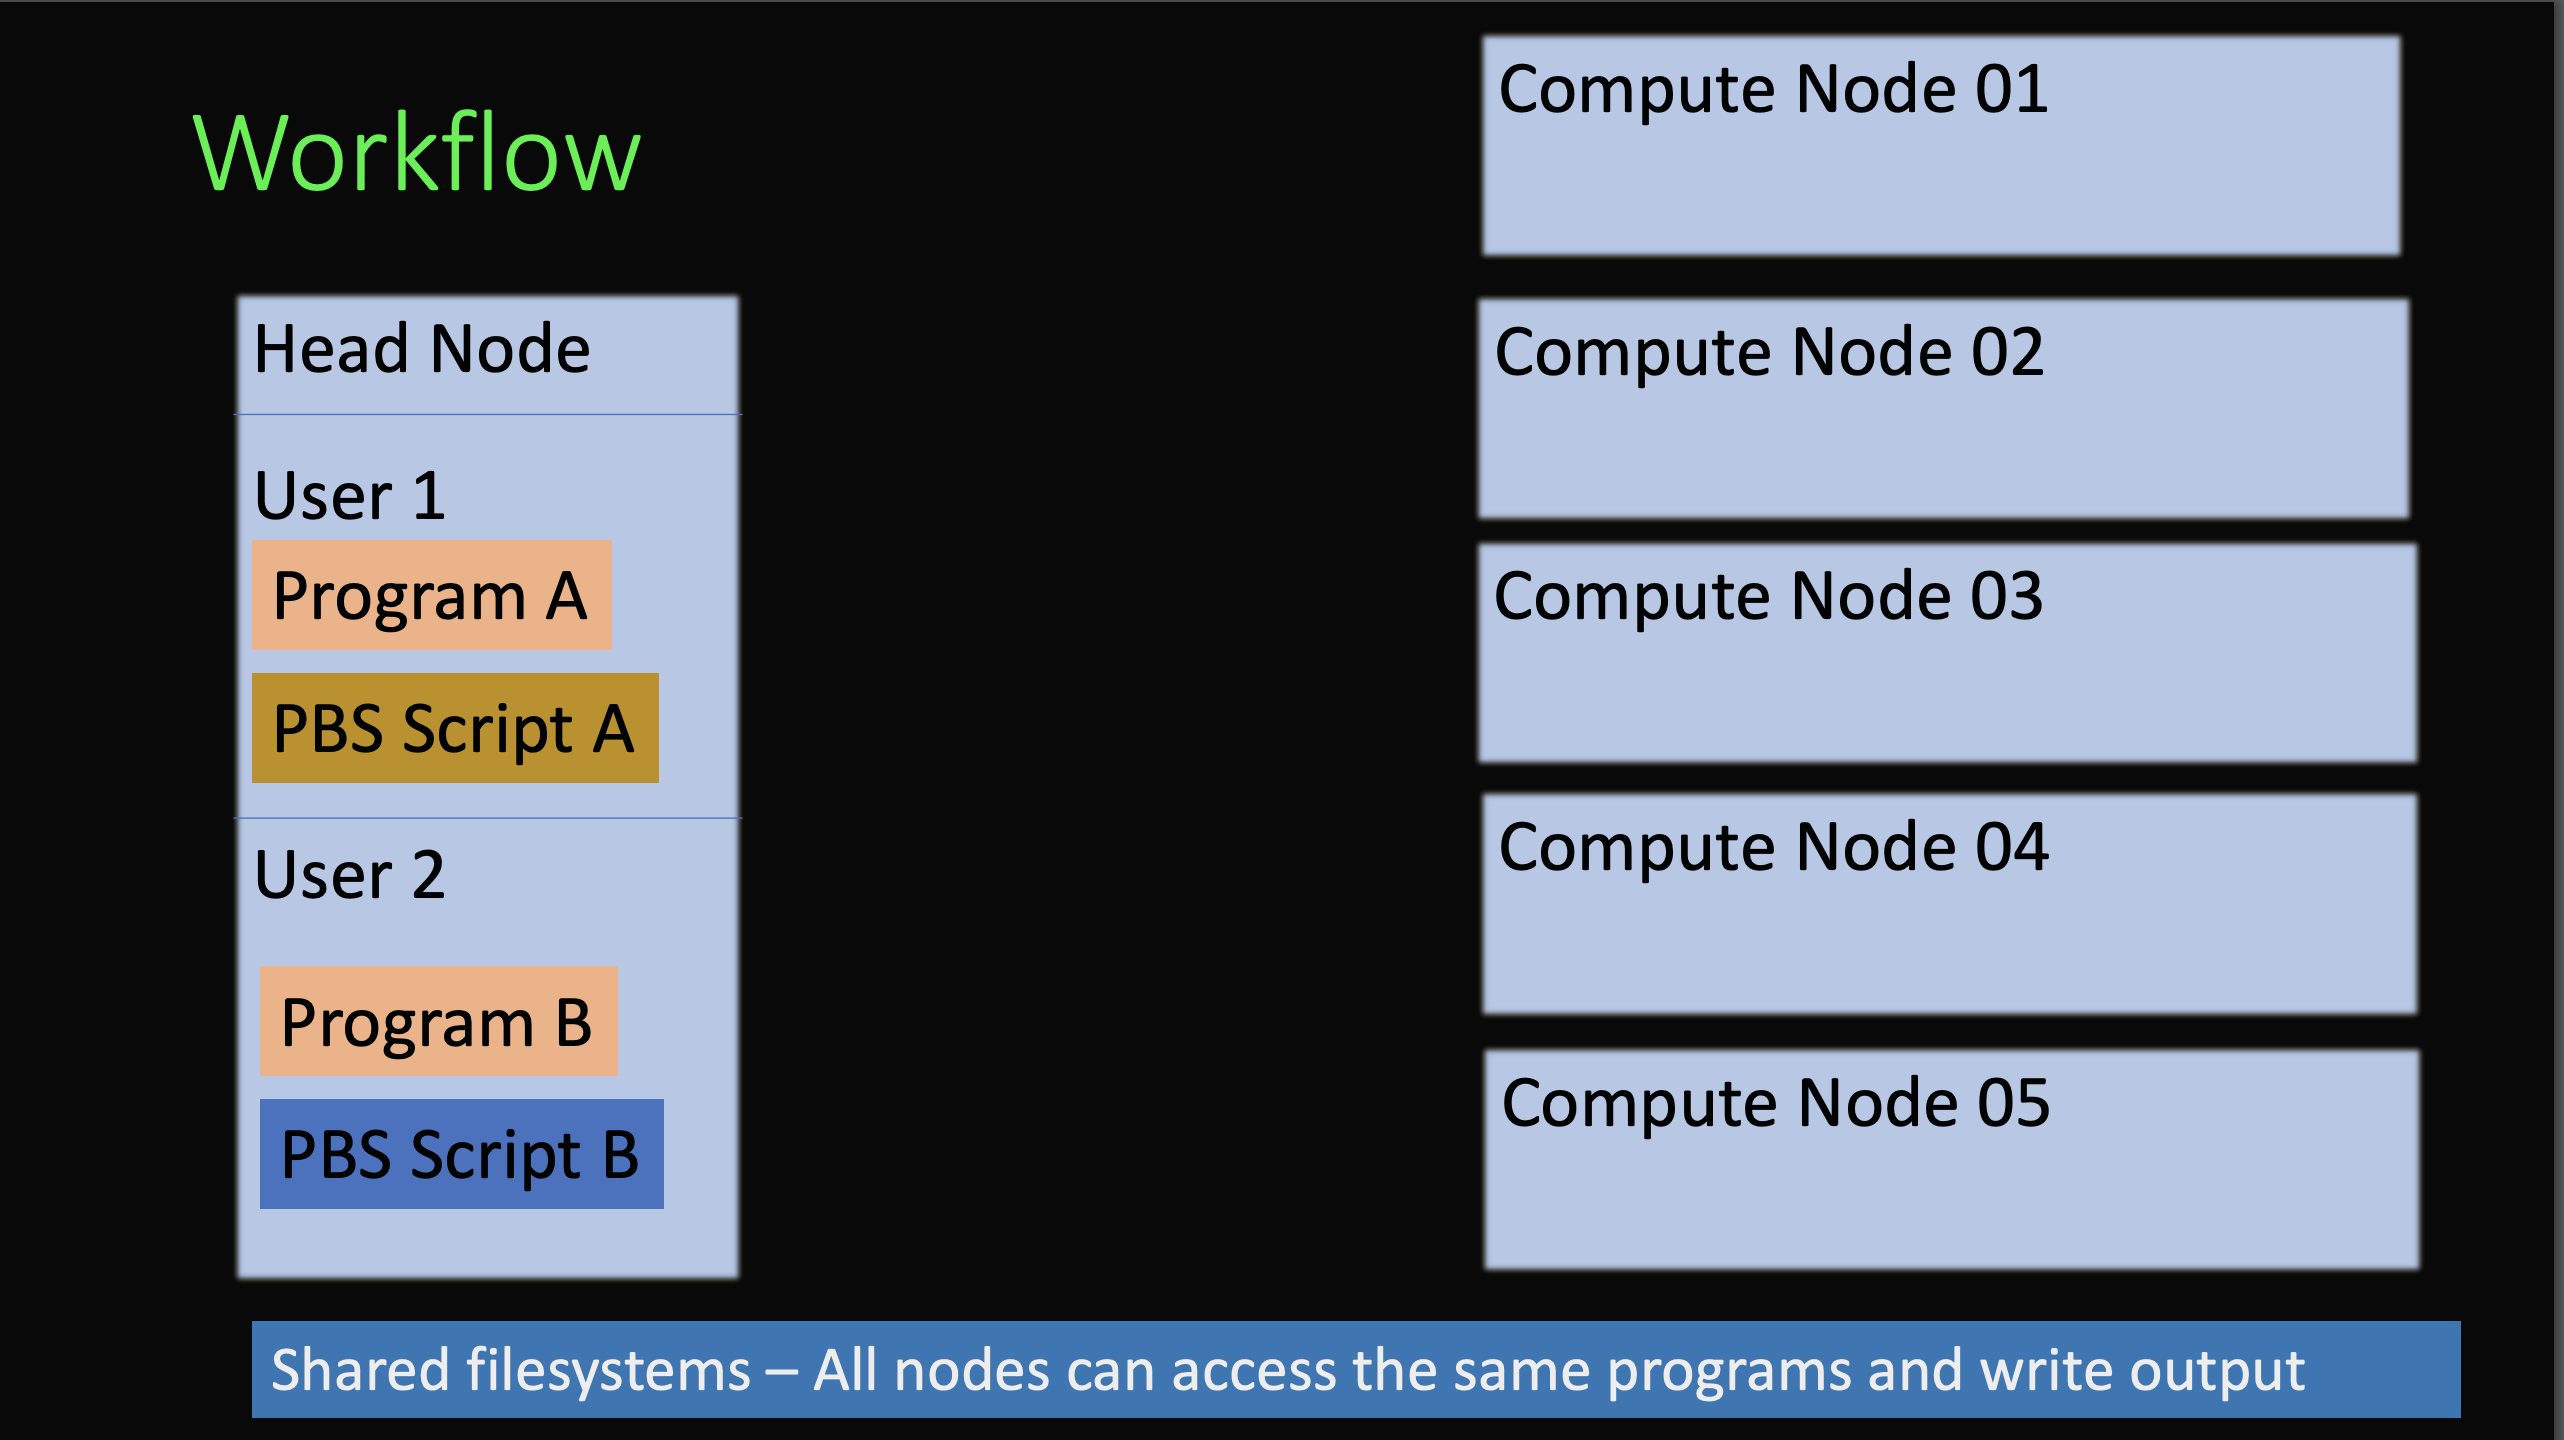 Workflow
Head Node
User 1
Program A
PBS Script A
User 2
Program B
PBS Script B
Compute Node 01
Compute Node 02
Compute Node 03
Compute Node 04
Compute Node 05
Shared filesystems – All nodes can access the same programs and write output